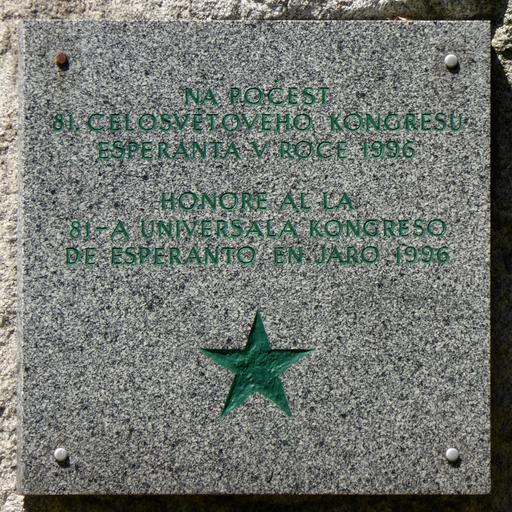 NA POČEST
81. CELOSVĚTOVÉHO KONGRESU
ESPERANTA V ROCE 1996
HONORE AL LA
81-A UNIVERSALA KONGRESO
DE ESPERANTO EN JARO 1996